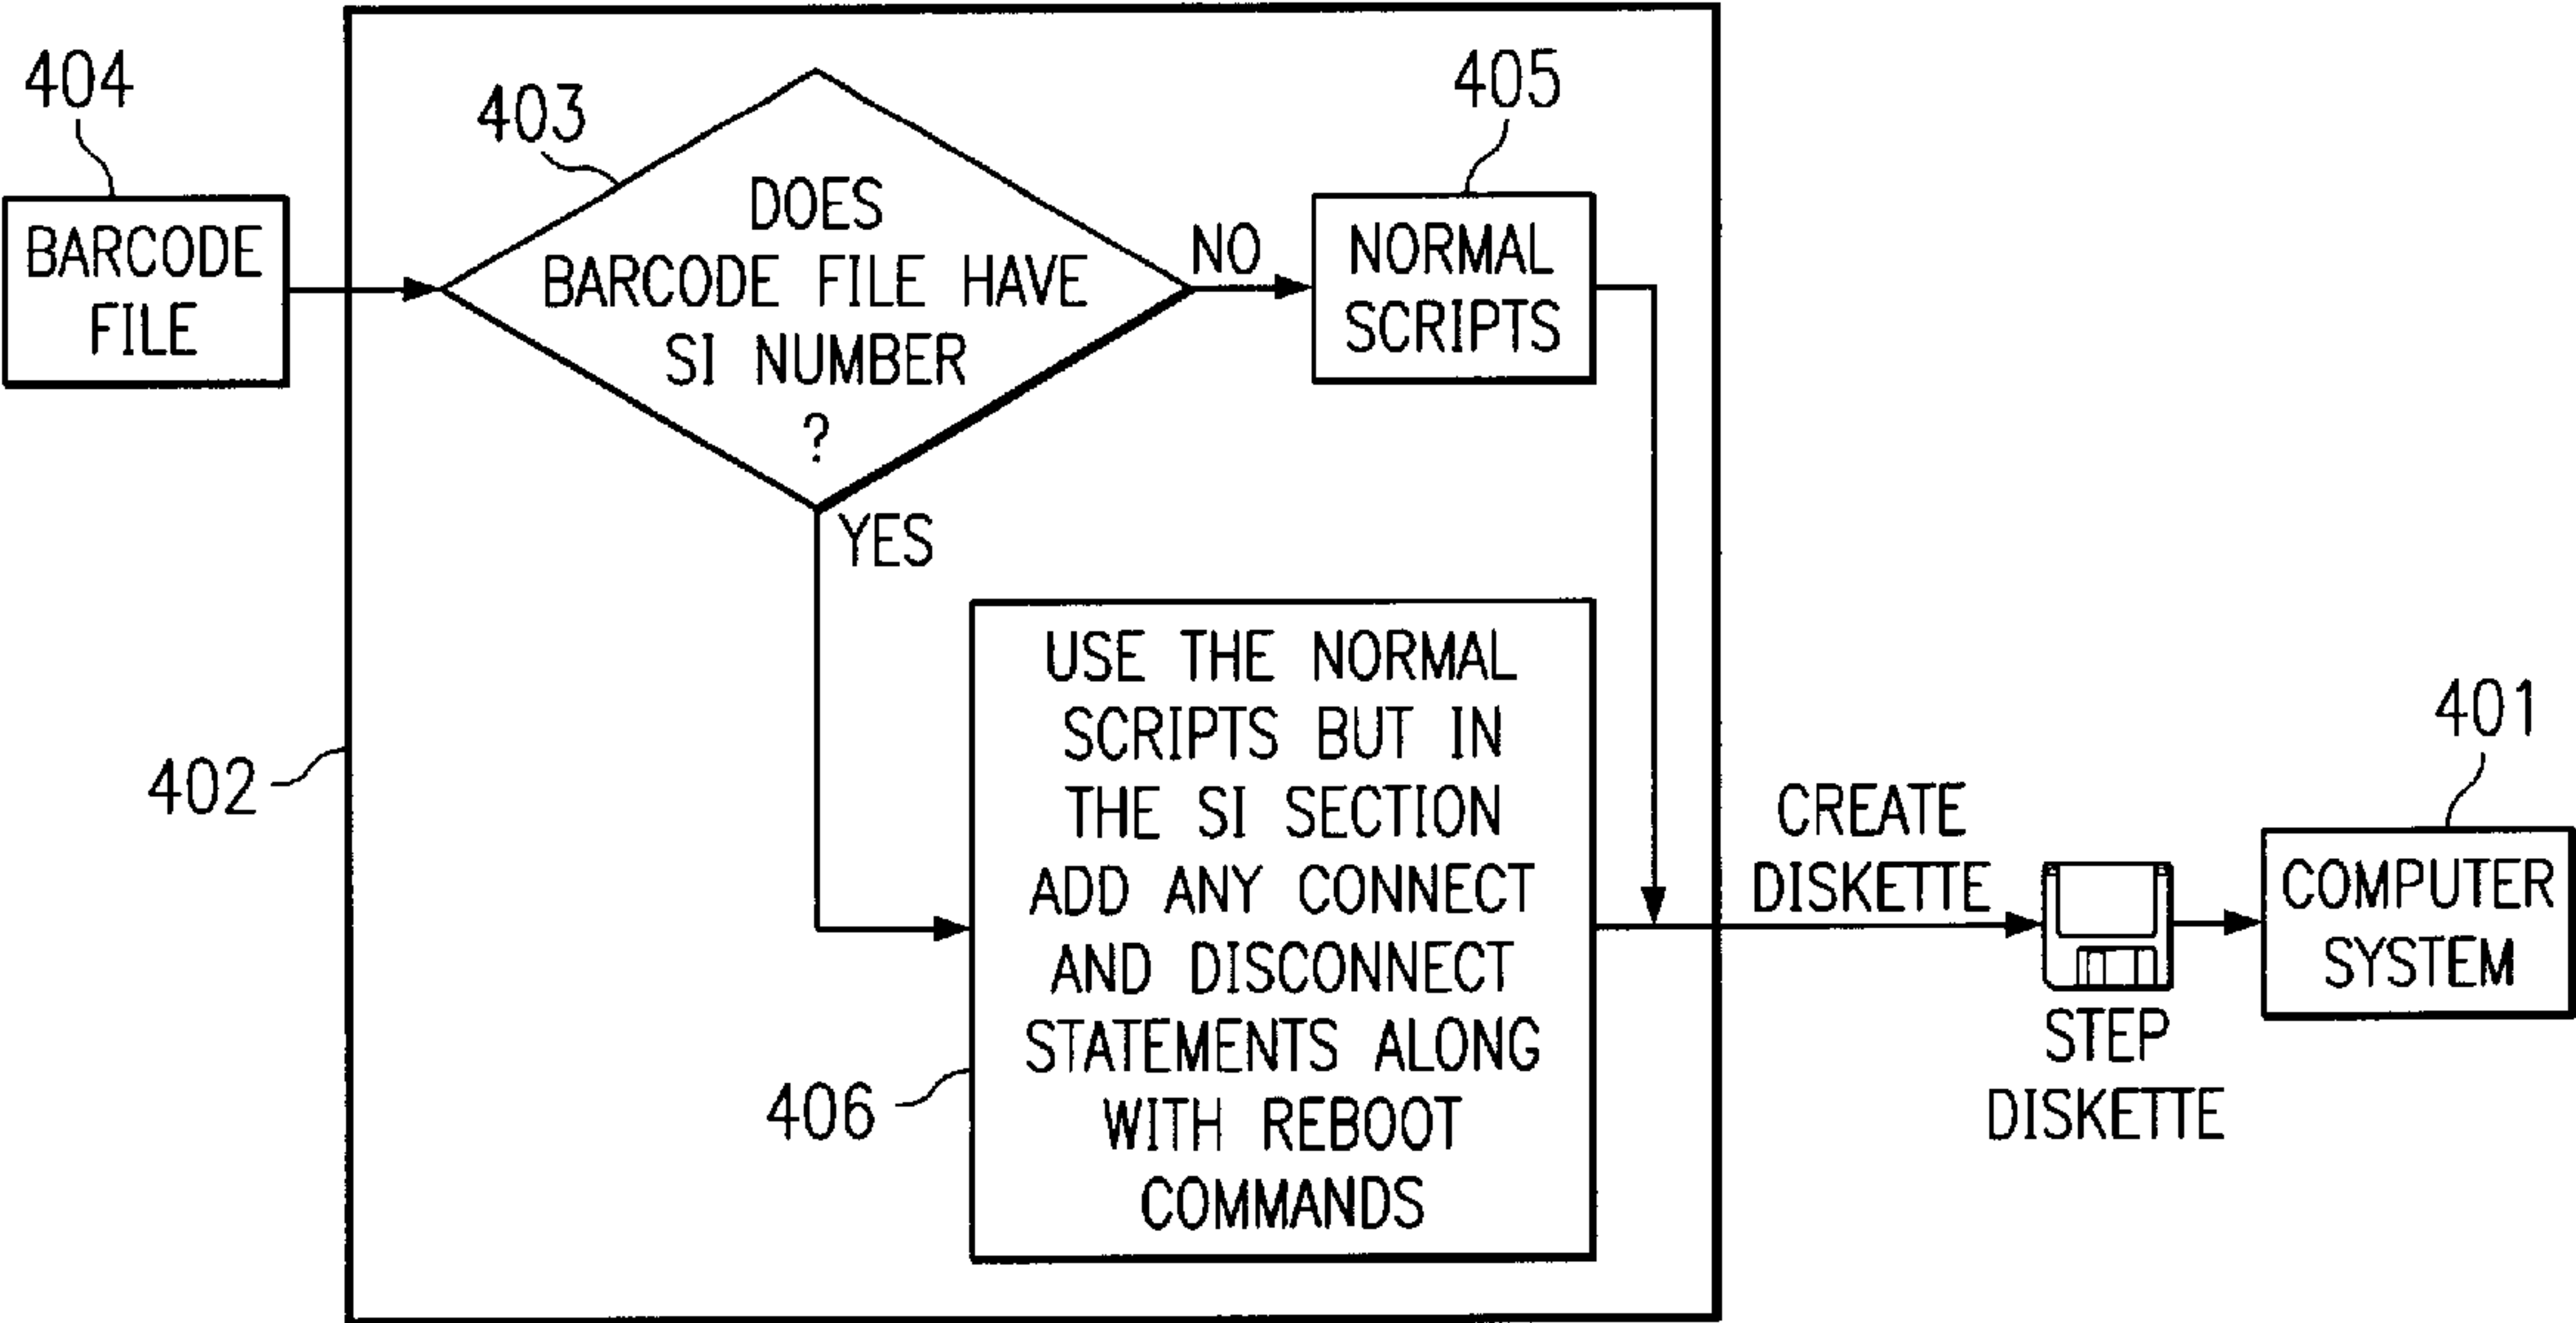 404
BARCODE
FILE
402
403
DOES
BARCODE FILE HAVE
SI NUMBER
?
NO
YES
405
NORMAL
SCRIPTS
406
USE THE NORMAL
SCRIPTS BUT IN
THE SI SECTION
ADD ANY CONNECT
AND DISCONNECT
STATEMENTS ALONG
WITH REBOOT
COMMANDS
CREATE
DISKETTE
STEP
DISKETTE
401
COMPUTER
SYSTEM